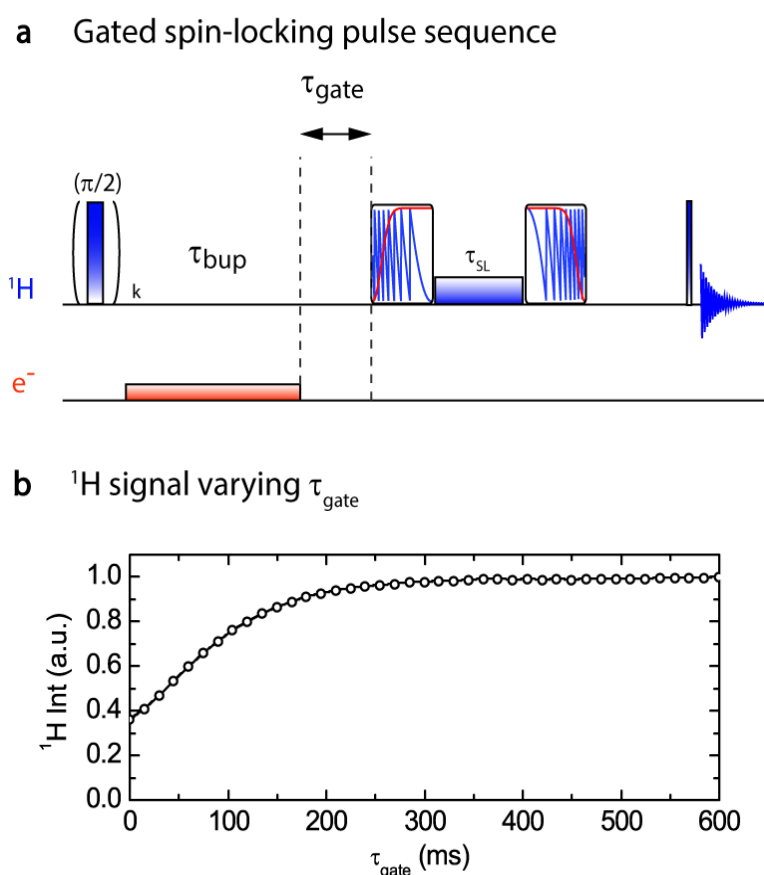 a Gated spin-locking pulse sequence
τgate
(π/2)
k
τbup
τSL
¹H
e⁻
b ¹H signal varying τgate
¹H Int (a.u.)
1.0
0.8
0.6
0.4
0.2
0.0
0 100 200 300 400 500 600
τgate (ms)